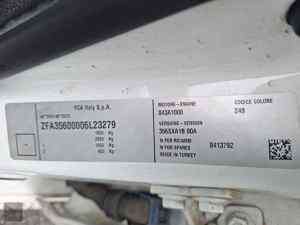 FCA Italy S.p.A.
ZFA35600006L23279
Kg
Kg
Kg
Kg
MOTORE - ENGINE
843A1000
VERSIONE - VERSION
356SXA1B 00A
N PER RICAMBI
N FOR SPARES
MADE IN TURKEY
CODICE COLORE
249
8413792